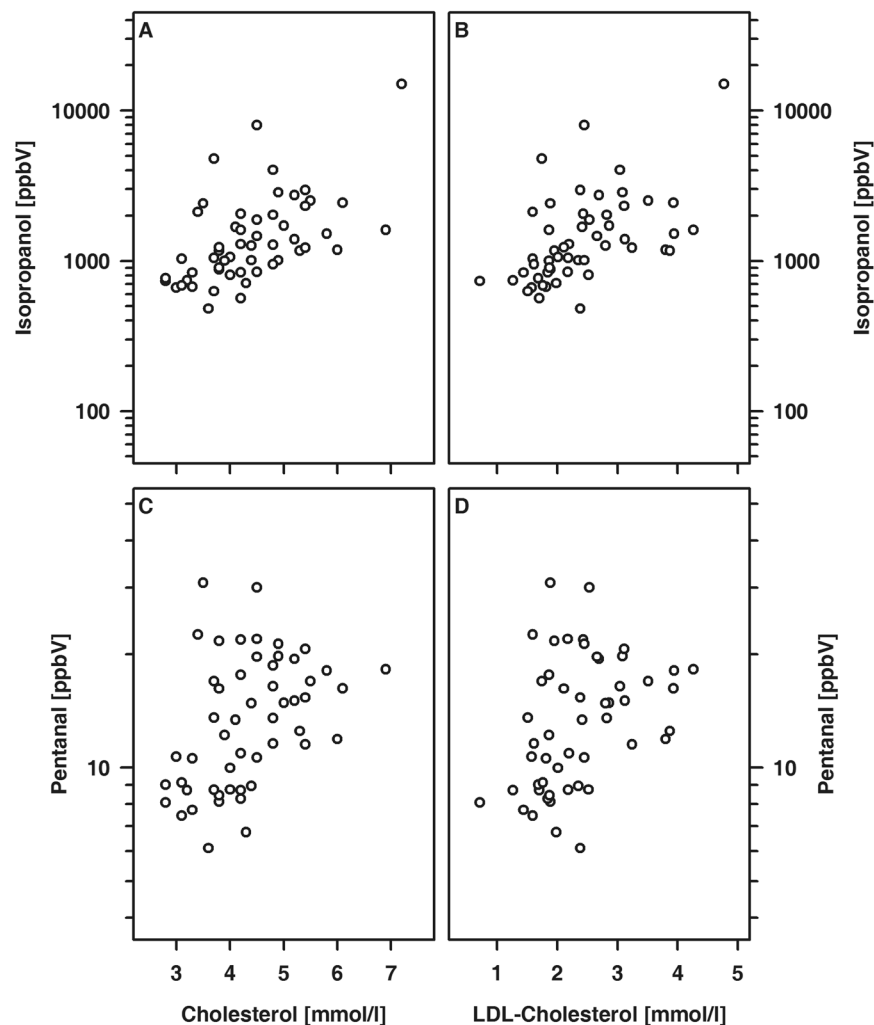 A
B
Isopropanol [ppbV]
10000
1000
100
10000
1000
100
Isopropanol [ppbV]
C
D
Pentanal [ppbV]
10
10
Pentanal [ppbV]
3 4 5 6 7
1 2 3 4 5
Cholesterol [mmol/l]
LDL-Cholesterol [mmol/l]